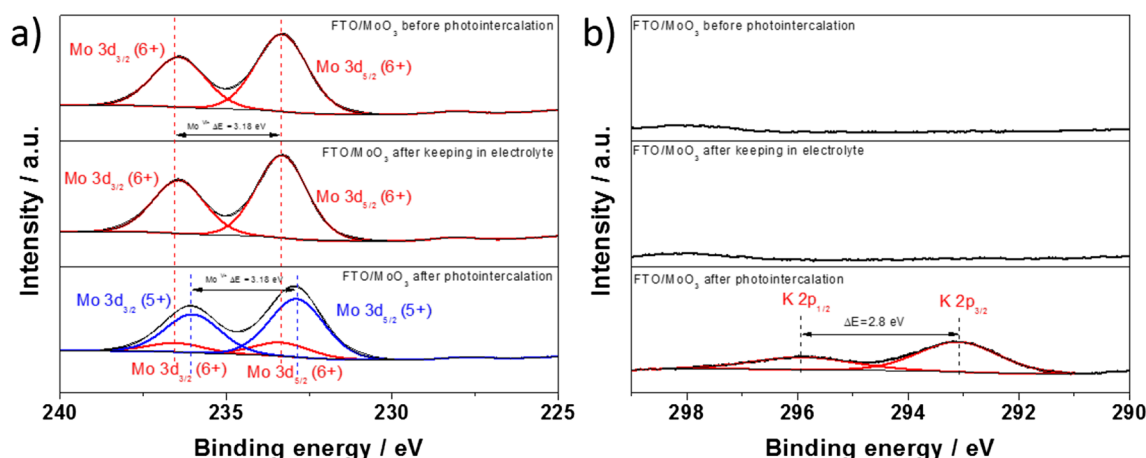 a)
Intensity / a.u.
FTO/MoO₃ before photointercalation
Mo 3d₃/₂ (6+)
Mo 3d₅/₂ (6+)
ΔE = 3.18 eV
FTO/MoO₃ after keeping in electrolyte
Mo 3d₃/₂ (6+)
Mo 3d₅/₂ (6+)
FTO/MoO₃ after photointercalation
Mo ⱽ⁺ ΔE = 3.18 eV
Mo 3d₃/₂ (5+)
Mo 3d₅/₂ (5+)
Mo 3d₃/₂ (6+)
Mo 3d₅/₂ (6+)
240 235 230 225
Binding energy / eV
b)
Intensity / a.u.
FTO/MoO₃ before photointercalation
FTO/MoO₃ after keeping in electrolyte
FTO/MoO₃ after photointercalation
K 2p₁/₂
K 2p₃/₂
ΔE=2.8 eV
298 296 294 292 290
Binding energy / eV